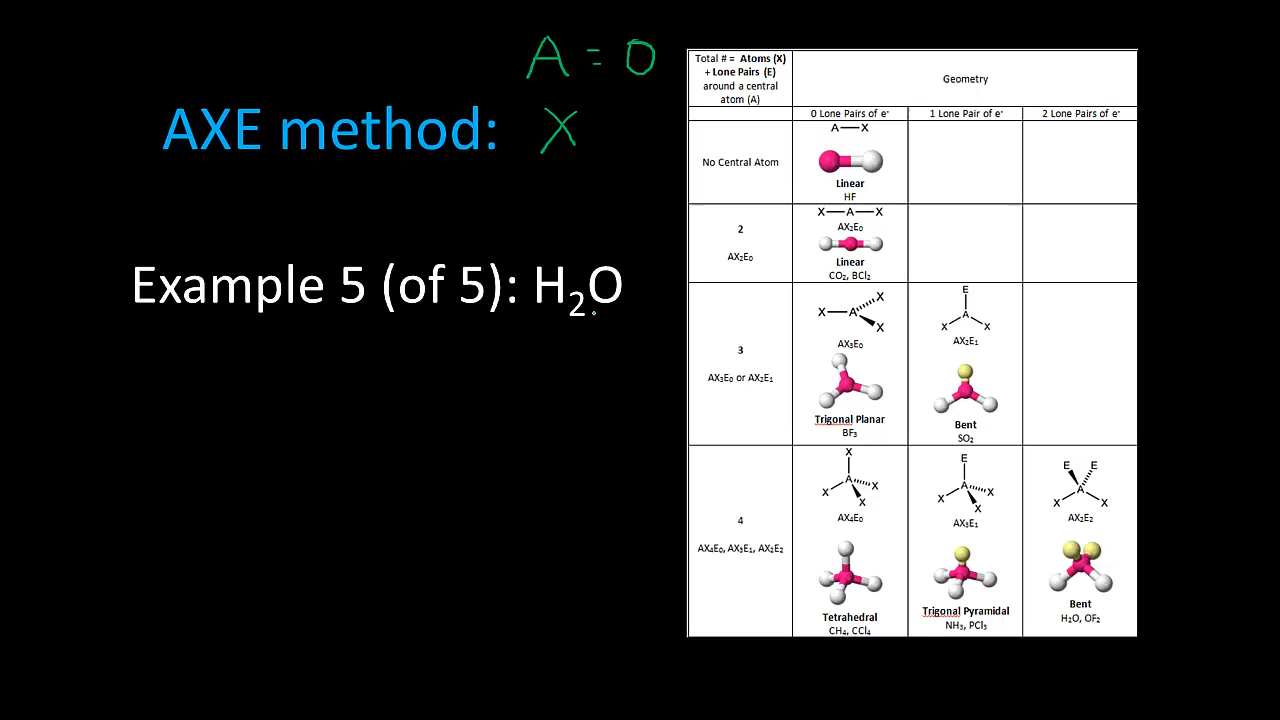 A = O
AXE method: X
Example 5 (of 5): H₂O
Total # = Atoms (X)
+ Lone Pairs (E)
around a central
atom (A)
Geometry
0 Lone Pairs of e⁻
1 Lone Pair of e⁻
2 Lone Pairs of e⁻
No Central Atom
A—X
Linear
HF
2
AX₂E₀
X—A—X
AX₂E₀
Linear
CO₂, BCl₂
3
AX₃E₀ or AX₂E₁
X
X—A
X
AX₃E₀
Trigonal Planar
BF₃
E
A
X X
AX₂E₁
Bent
SO₂
4
AX₄E₀, AX₃E₁, AX₂E₂
X
A
X X
X
AX₄E₀
Tetrahedral
CH₄, CCl₄
E
A
X X
X
AX₃E₁
Trigonal Pyramidal
NH₃, PCl₃
E E
A
X X
AX₂E₂
Bent
H₂O, OF₂